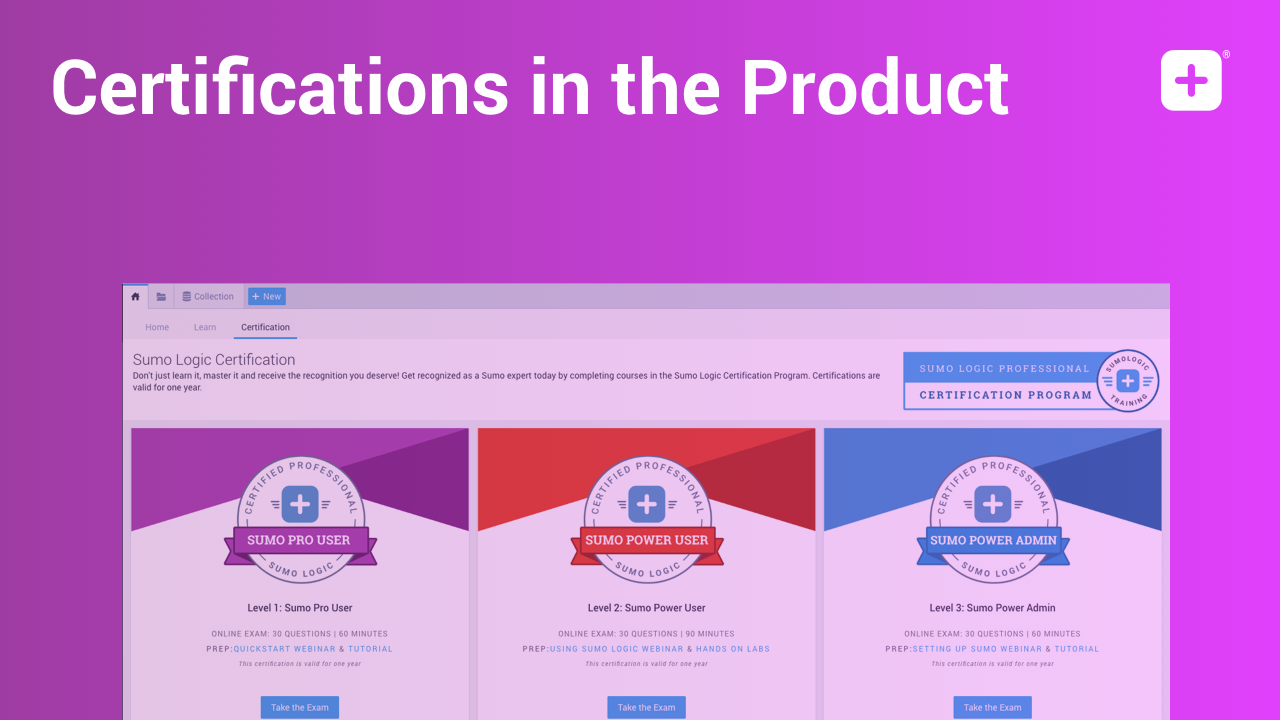 Certifications in the Product
®
Collection
+ New
Home Learn Certification
Sumo Logic Certification
Don't just learn it, master it and receive the recognition you deserve! Get recognized as a Sumo expert today by completing courses in the Sumo Logic Certification Program. Certifications are
valid for one year.
SUMO LOGIC PROFESSIONAL
CERTIFICATION PROGRAM
SUMOLOGIC
TRAINING
CERTIFIED PROFESSIONAL
SUMO PRO USER
SUMO LOGIC
Level 1: Sumo Pro User
ONLINE EXAM: 30 QUESTIONS | 60 MINUTES
PREP:QUICKSTART WEBINAR & TUTORIAL
This certification is valid for one year
Take the Exam
CERTIFIED PROFESSIONAL
SUMO POWER USER
SUMO LOGIC
Level 2: Sumo Power User
ONLINE EXAM: 30 QUESTIONS | 90 MINUTES
PREP:USING SUMO LOGIC WEBINAR & HANDS ON LABS
This certification is valid for one year
Take the Exam
CERTIFIED PROFESSIONAL
SUMO POWER ADMIN
SUMO LOGIC
Level 3: Sumo Power Admin
ONLINE EXAM: 30 QUESTIONS | 60 MINUTES
PREP:SETTING UP SUMO WEBINAR & TUTORIAL
This certification is valid for one year
Take the Exam